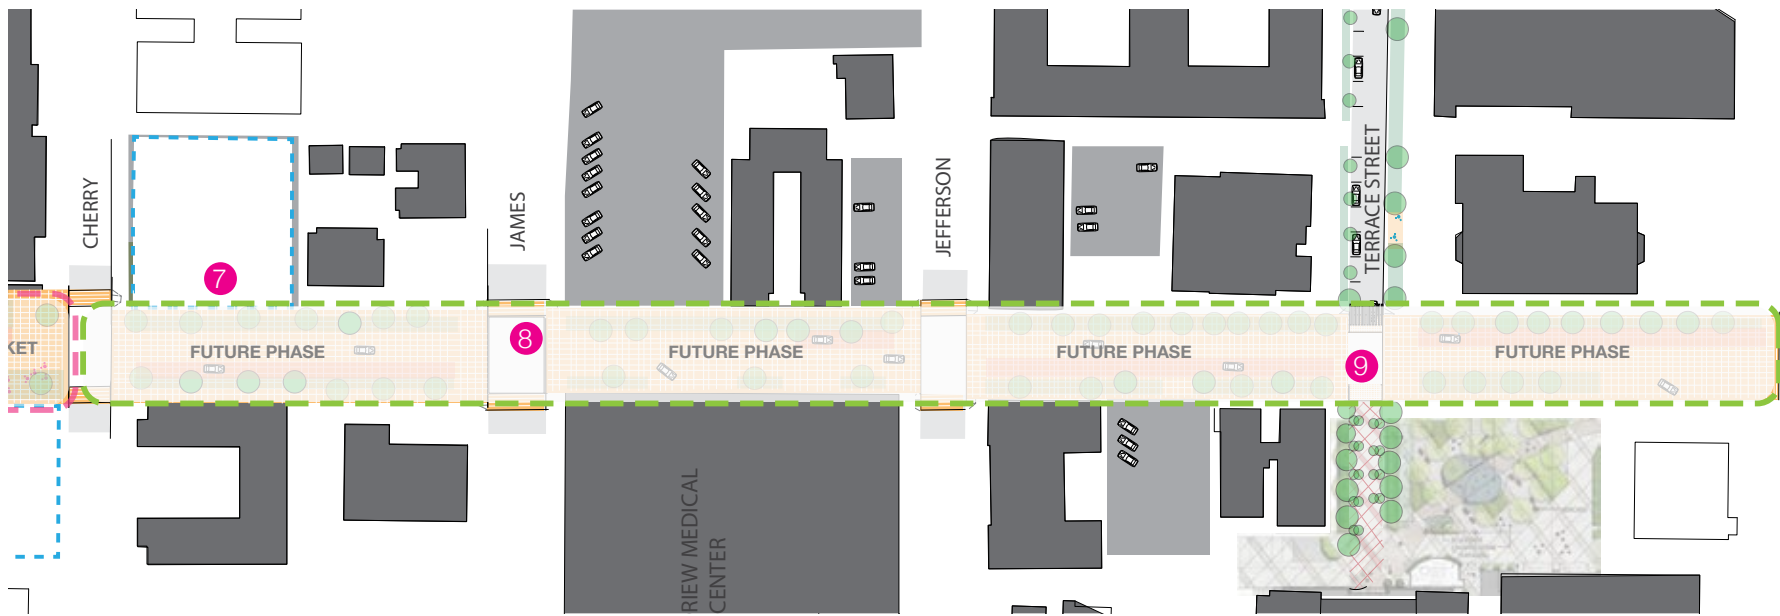 CHERRY
JAMES
JEFFERSON
TERRACE STREET
7
8
9
KET
FUTURE PHASE
FUTURE PHASE
FUTURE PHASE
FUTURE PHASE
RIEW MEDICAL
CENTER